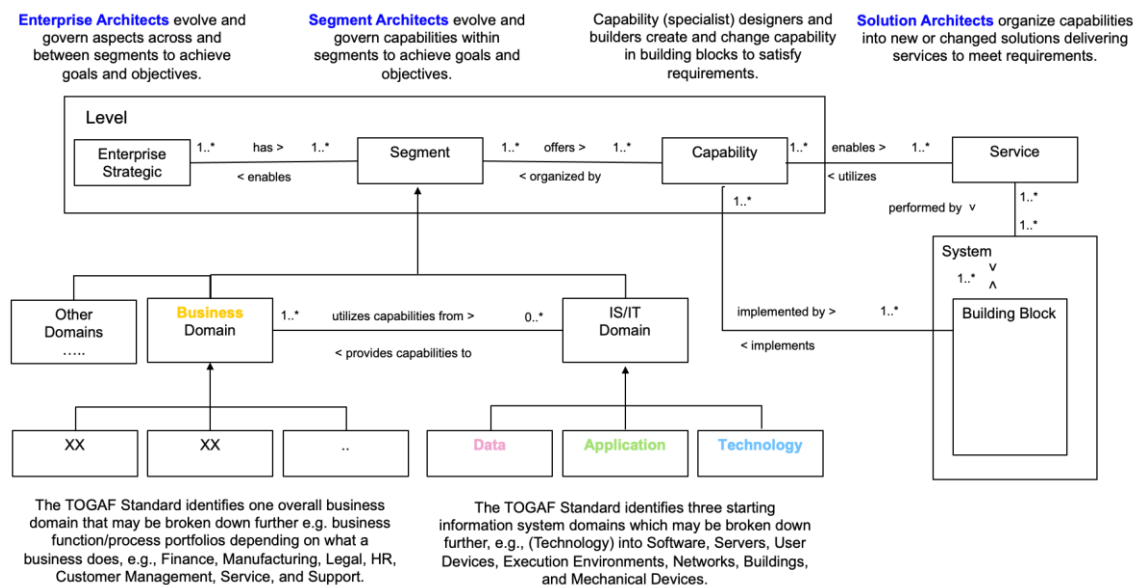 Enterprise Architects evolve and
govern aspects across and
between segments to achieve
goals and objectives.
Segment Architects evolve and
govern capabilities within
segments to achieve goals and
objectives.
Capability (specialist) designers and
builders create and change capability
in building blocks to satisfy
requirements.
Solution Architects organize capabilities
into new or changed solutions delivering
services to meet requirements.
Level
Enterprise
Strategic
1..* has > 1..*
< enables
Segment
1..* offers > 1..*
< organized by
Capability
1..* enables > 1..*
< utilizes
Service
1..*
performed by v
1..*
1..*
System
1..* v
^
Building Block
implemented by > 1..*
< implements
Other
Domains
…..
Business
Domain
1..* utilizes capabilities from > 0..*
< provides capabilities to
IS/IT
Domain
XX
XX
..
Data
Application
Technology
The TOGAF Standard identifies one overall business
domain that may be broken down further e.g. business
function/process portfolios depending on what a
business does, e.g., Finance, Manufacturing, Legal, HR,
Customer Management, Service, and Support.
The TOGAF Standard identifies three starting
information system domains which may be broken down
further, e.g., (Technology) into Software, Servers, User
Devices, Execution Environments, Networks, Buildings,
and Mechanical Devices.